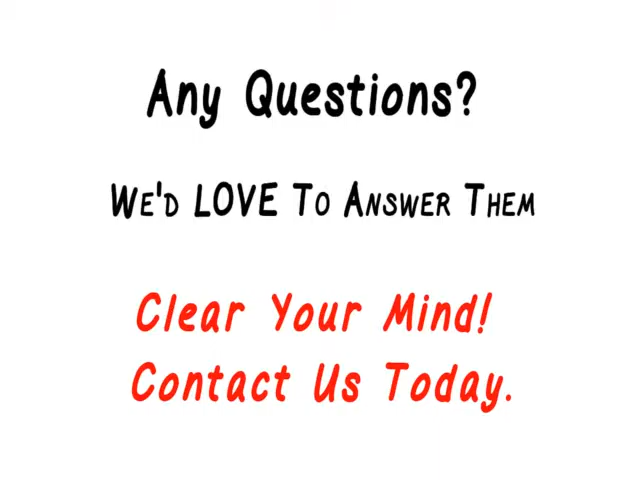 Any Questions?
We'd LOVE To Answer Them
Clear Your Mind!
Contact Us Today.